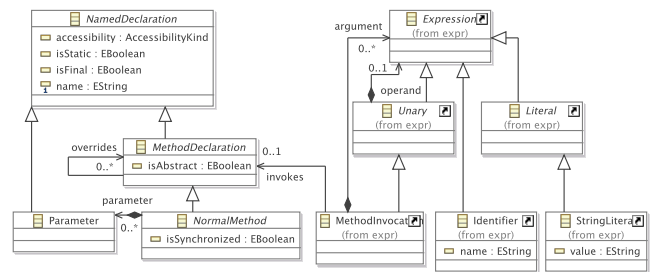 NamedDeclaration
accessibility : AccessibilityKind
isStatic : EBoolean
isFinal : EBoolean
name : EString
argument
0..*
Expression
(from expr)
0..1
operand
Unary
(from expr)
Literal
(from expr)
overrides
0..*
MethodDeclaration
isAbstract : EBoolean
0..1
invokes
parameter
0..*
Parameter
NormalMethod
isSynchronized : EBoolean
MethodInvocation
(from expr)
Identifier
(from expr)
name : EString
StringLitera
(from expr)
value : EString